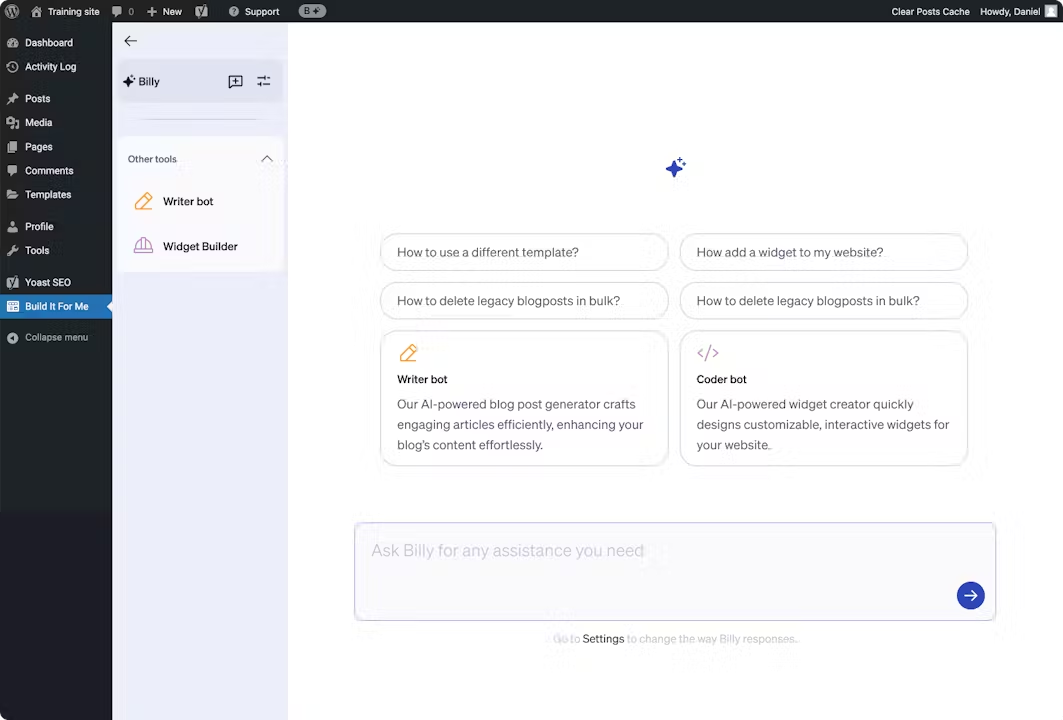 Training site
0
New
Support
B
Clear Posts Cache
Howdy, Daniel
Dashboard
Activity Log
Posts
Media
Pages
Comments
Templates
Profile
Tools
Yoast SEO
Build It For Me
Collapse menu
Billy
Other tools
Writer bot
Widget Builder
How to use a different template?
How add a widget to my website?
How to delete legacy blogposts in bulk?
How to delete legacy blogposts in bulk?
Writer bot
Our AI-powered blog post generator crafts
engaging articles efficiently, enhancing your
blog's content effortlessly.
</>
Coder bot
Our AI-powered widget creator quickly
designs customizable, interactive widgets for
your website.
Ask Billy for any assistance you need
Go to Settings to change the way Billy responses.